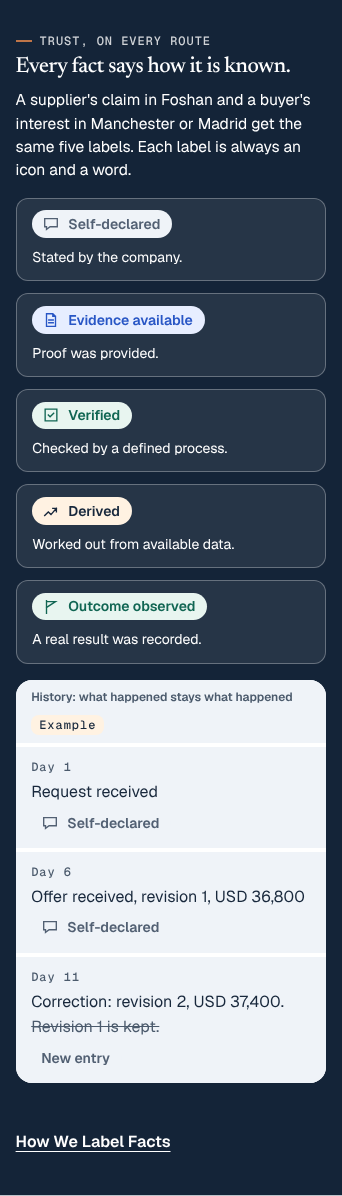 TRUST, ON EVERY ROUTE
Every fact says how it is known.
A supplier's claim in Foshan and a buyer's
interest in Manchester or Madrid get the
same five labels. Each label is always an
icon and a word.
Self-declared
Stated by the company.
Evidence available
Proof was provided.
Verified
Checked by a defined process.
Derived
Worked out from available data.
Outcome observed
A real result was recorded.
History: what happened stays what happened
Example
Day 1
Request received
Self-declared
Day 6
Offer received, revision 1, USD 36,800
Self-declared
Day 11
Correction: revision 2, USD 37,400.
Revision 1 is kept.
New entry
How We Label Facts